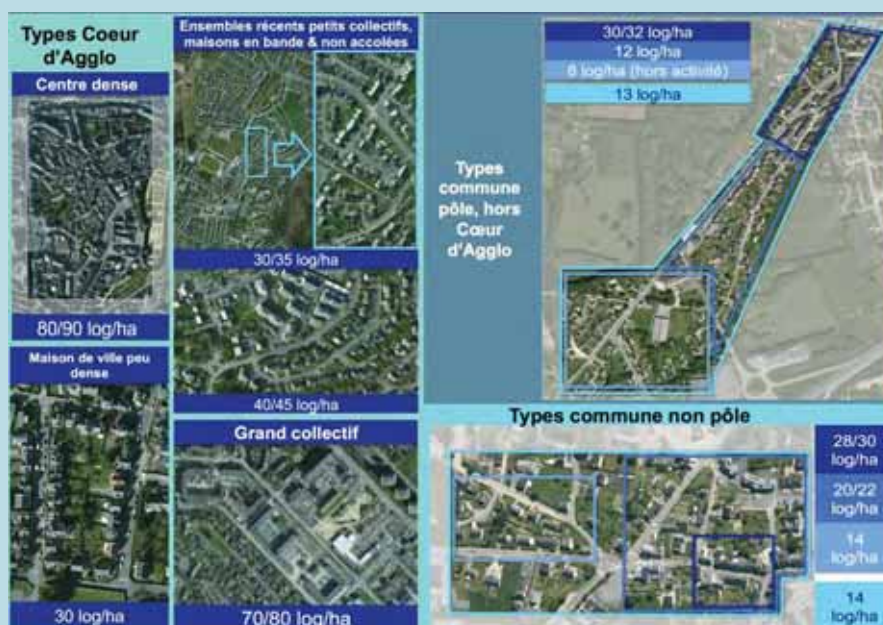 Types Coeur
d'Agglo
Centre dense
80/90 log/ha
Maison de ville peu
dense
30 log/ha
Ensembles récents petits collectifs,
maisons en bande & non accolées
30/35 log/ha
40/45 log/ha
Grand collectif
70/80 log/ha
Types
commune
pôle, hors
Cœur
d'Agglo
30/32 log/ha
12 log/ha
6 log/ha (hors activité)
13 log/ha
Types commune non pôle
28/30
log/ha
20/22
log/ha
14
log/ha
14
log/ha